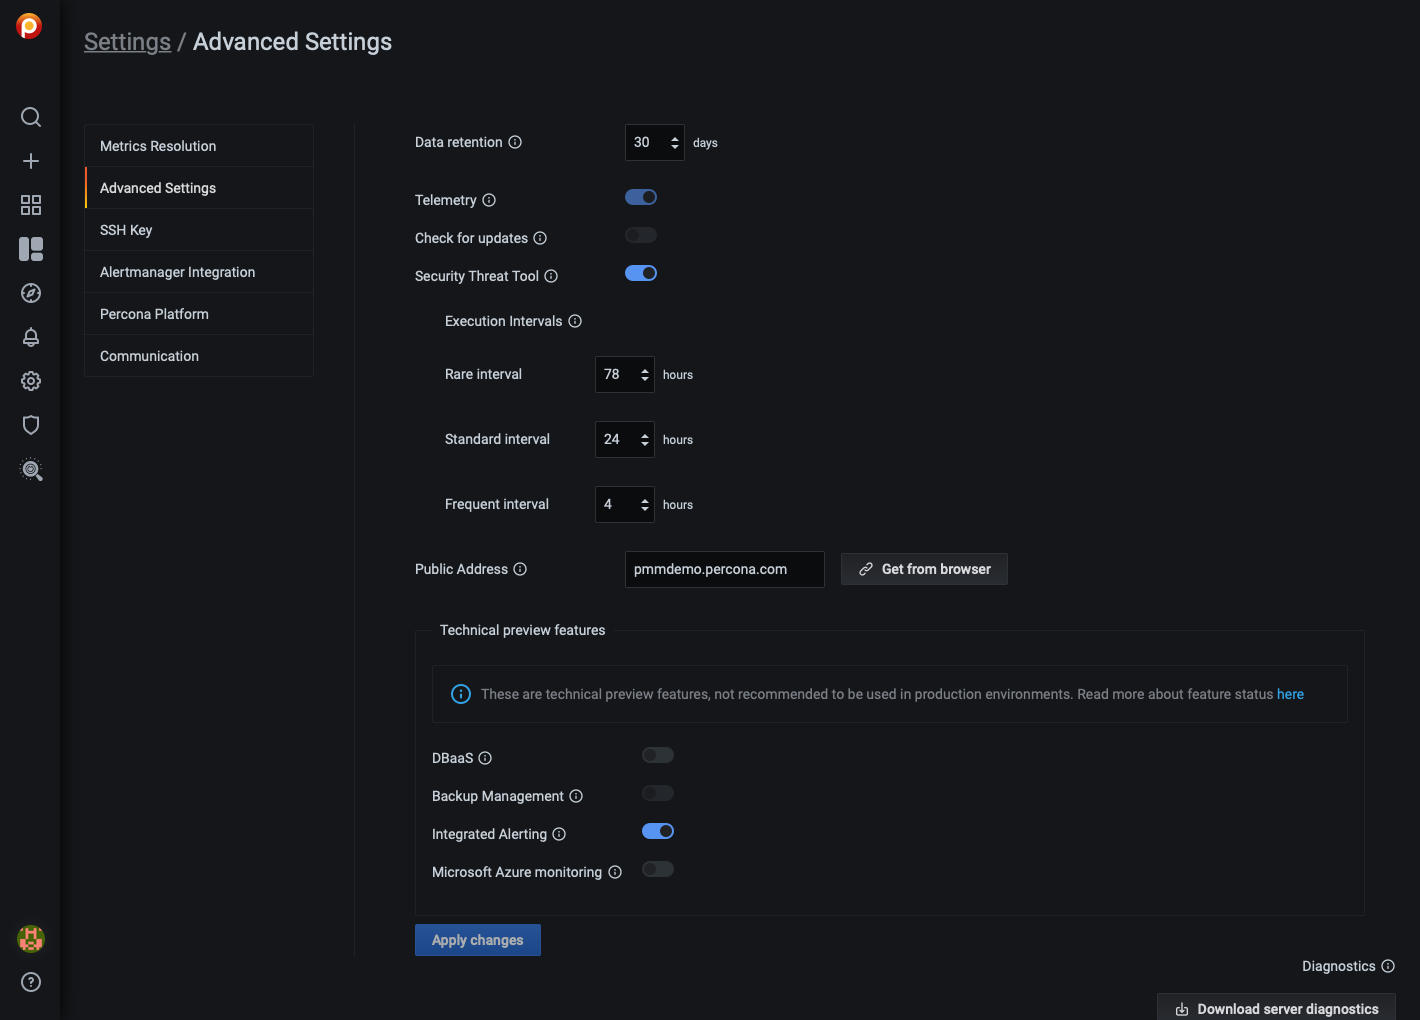 Settings / Advanced Settings
Metrics Resolution
Advanced Settings
SSH Key
Alertmanager Integration
Percona Platform
Communication
Data retention 30 days
Telemetry
Check for updates
Security Threat Tool
Execution Intervals
Rare interval 78 hours
Standard interval 24 hours
Frequent interval 4 hours
Public Address pmmdemo.percona.com Get from browser
Technical preview features
These are technical preview features, not recommended to be used in production environments. Read more about feature status here
DBaaS
Backup Management
Integrated Alerting
Microsoft Azure monitoring
Apply changes
Diagnostics
Download server diagnostics